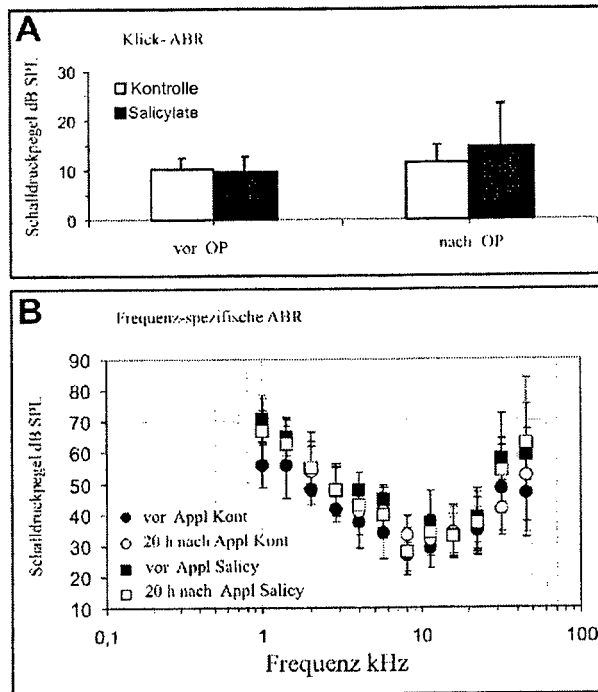 A
Klick-ABR
Schalldruckpegel dB SPL
30
20
10
0
Kontrolle
Salicylate
vor OP
nach OP
B
Frequenz-spezifische ABR
Schalldruckpegel dB SPL
90
80
70
60
50
40
30
20
10
vor Appl Kont
20 h nach Appl Kont
vor Appl Salicy
20 h nach Appl Salicy
0,1
1
10
100
Frequenz kHz